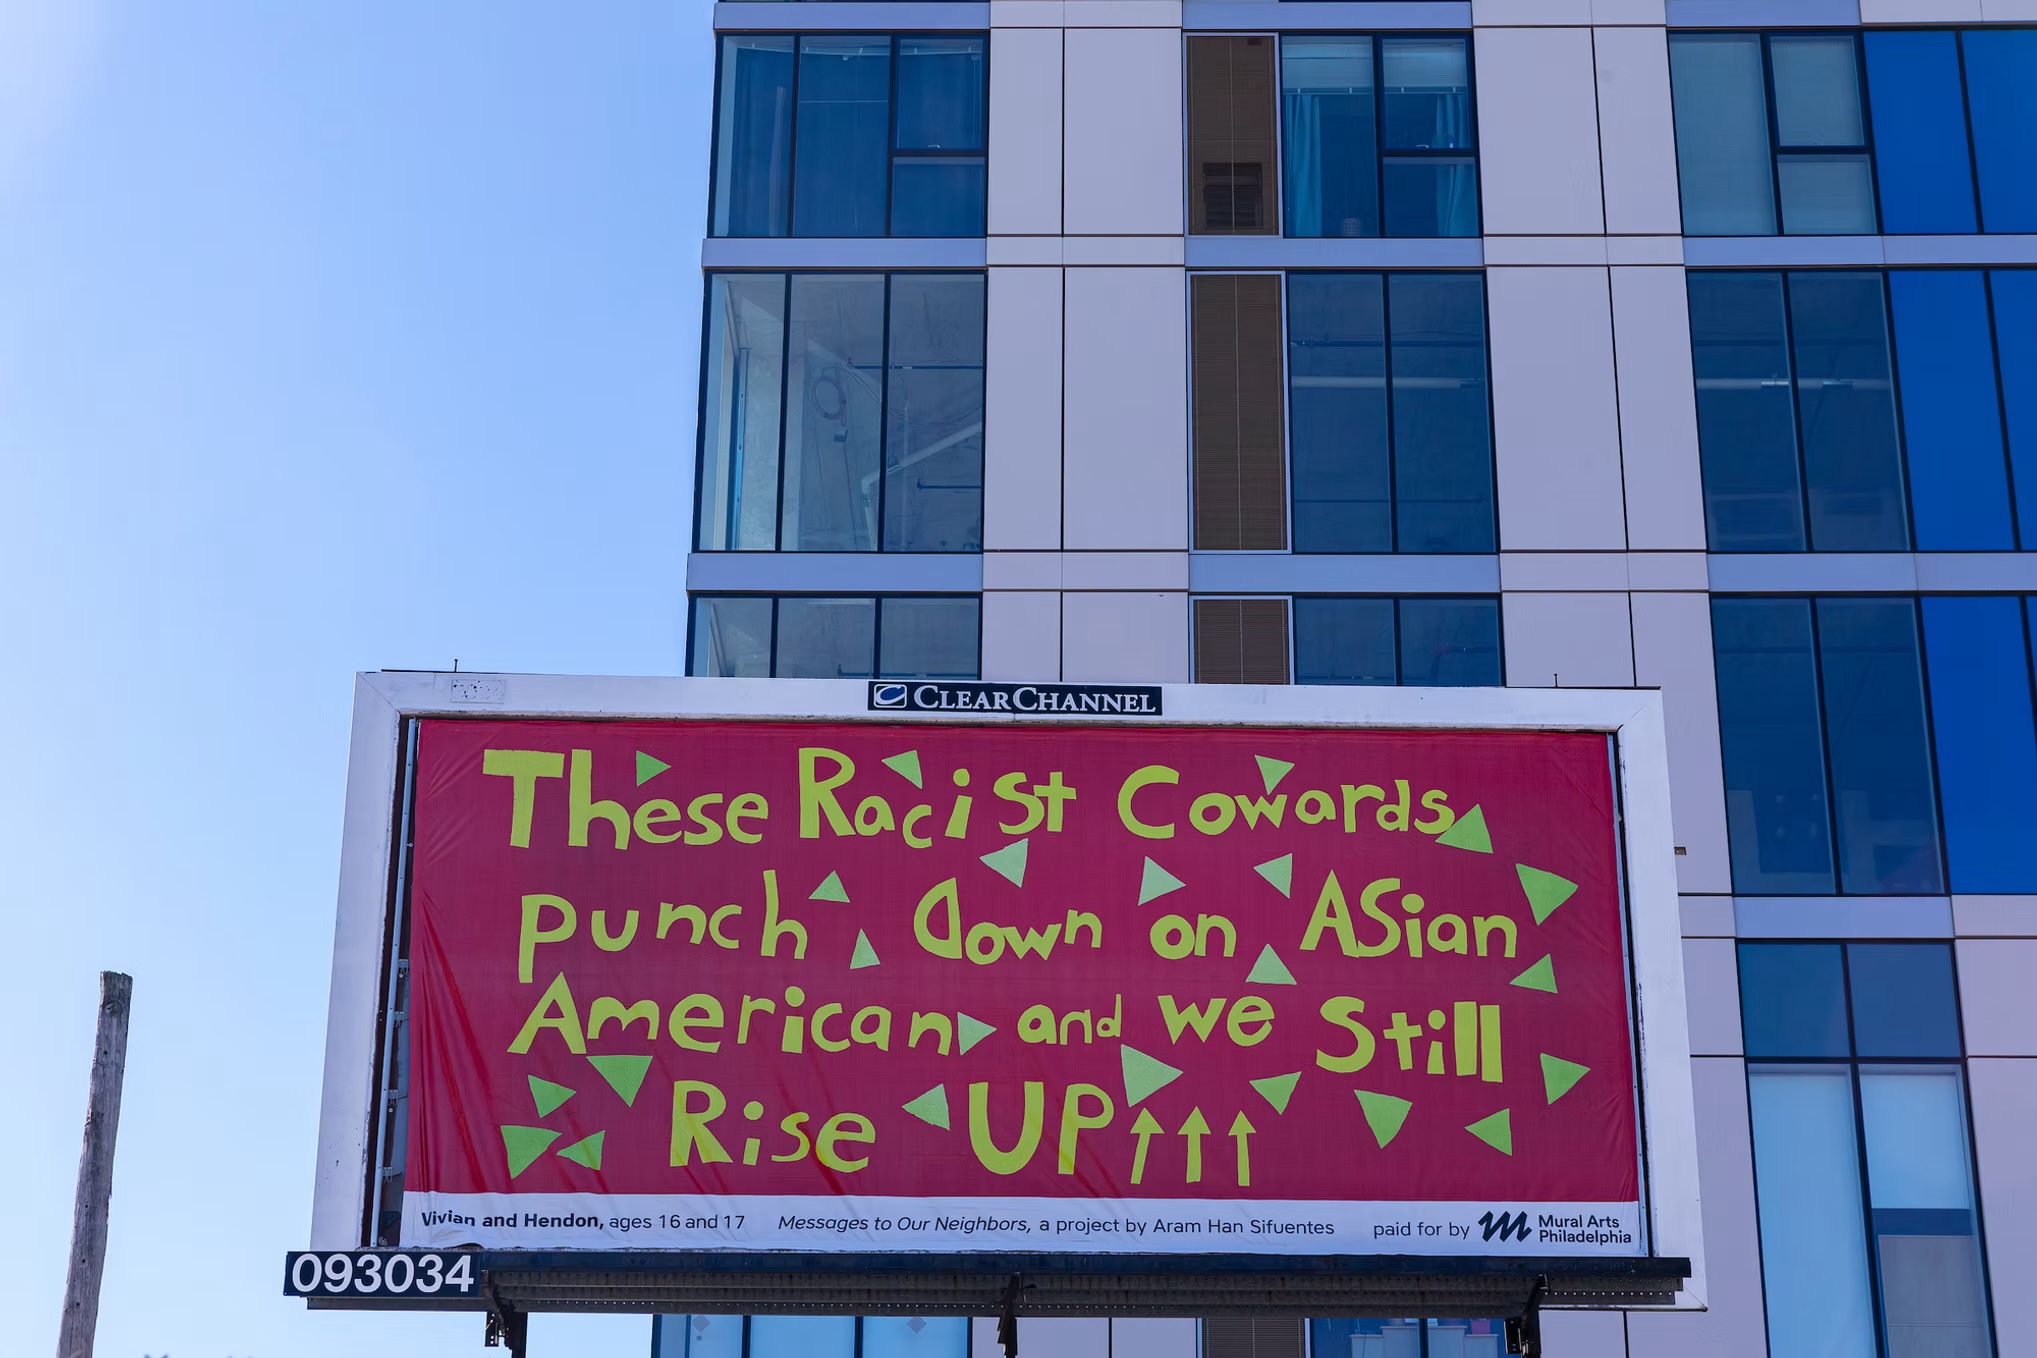 CLEARCHANNEL
These Racist Cowards
punch down on ASian
American and we Still
Rise UP↑↑↑
Vivian and Hendon, ages 16 and 17 Messages to Our Neighbors, a project by Aram Han Sifuentes paid for by Mural Arts Philadelphia
093034